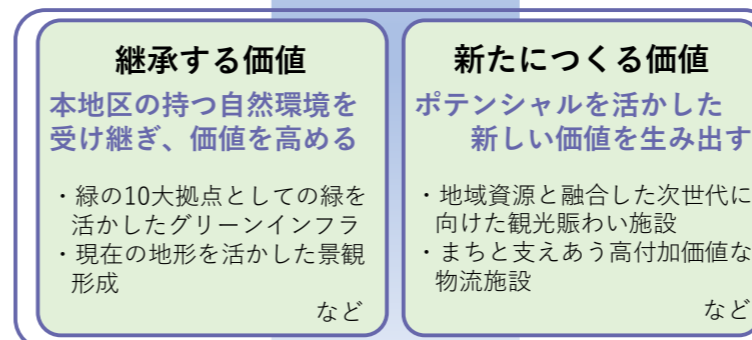 継承する価値
本地区の持つ自然環境を
受け継ぎ、価値を高める
・緑の10大拠点としての緑を
活かしたグリーンインフラ
・現在の地形を活かした景観
形成
など
新たにつくる価値
ポテンシャルを活かした
新しい価値を生み出す
・地域資源と融合した次世代に
向けた観光賑わい施設
・まちと支えあう高付加価値な
物流施設
など